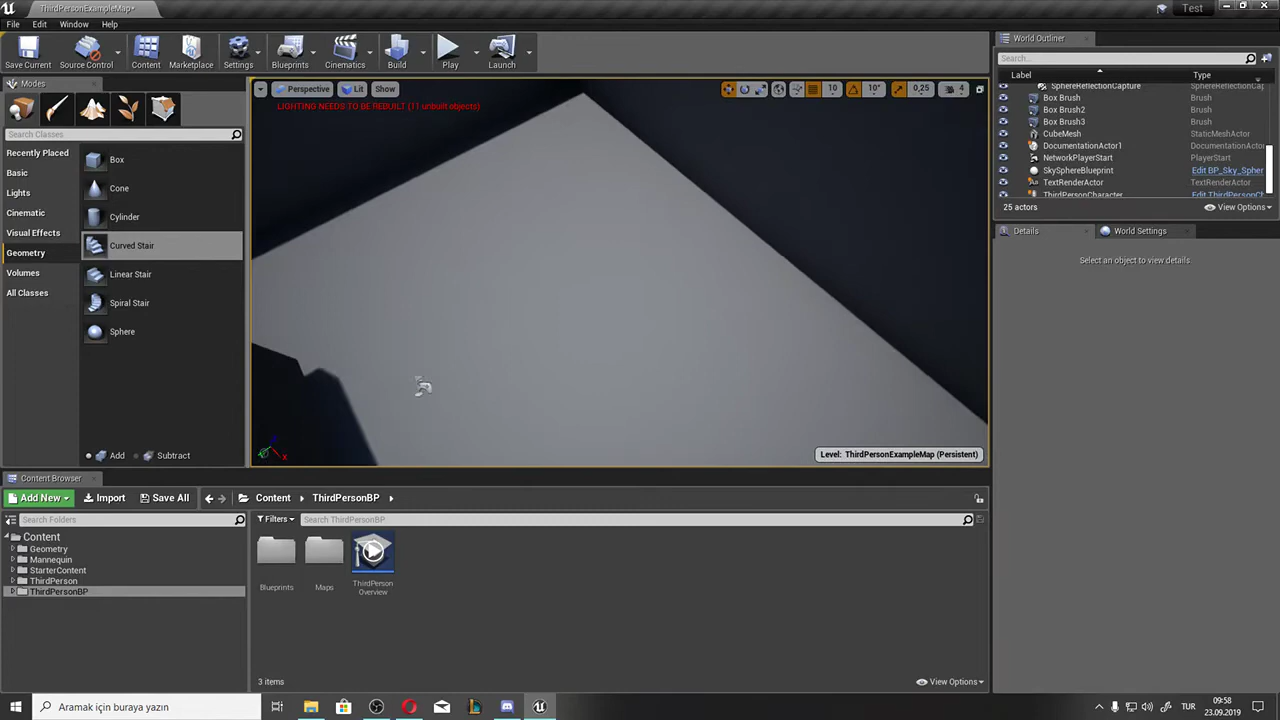 ThirdPersonExampleMap*
Test
File
Edit
Window
Help
Save Current
Source Control
Content
Marketplace
Settings
Blueprints
Cinematics
Build
Play
Launch
Modes
Search Classes
Recently Placed
Basic
Lights
Cinematic
Visual Effects
Geometry
Volumes
All Classes
Box
Cone
Cylinder
Curved Stair
Linear Stair
Spiral Stair
Sphere
Add
Subtract
Perspective
Lit
Show
LIGHTING NEEDS TO BE REBUILT (11 unbuilt objects)
10
10°
0,25
4
Level: ThirdPersonExampleMap (Persistent)
World Outliner
Search...
Label
Type
SphereReflectionCapture
SphereReflectionCap
Box Brush
Brush
Box Brush2
Brush
Box Brush3
Brush
CubeMesh
StaticMeshActor
DocumentationActor1
DocumentationActo
NetworkPlayerStart
PlayerStart
SkySphereBlueprint
Edit BP_Sky_Spher
TextRenderActor
TextRenderActor
ThirdPersonCharacter
Edit ThirdPersonCh
25 actors
View Options
Details
World Settings
Select an object to view details.
Content Browser
Add New
Import
Save All
Content
ThirdPersonBP
Search Folders
Filters
Search ThirdPersonBP
Content
Geometry
Mannequin
StarterContent
ThirdPerson
ThirdPersonBP
Blueprints
Maps
ThirdPerson
Overview
3 items
View Options
Aramak için buraya yazın
TUR
09:58
23.09.2019